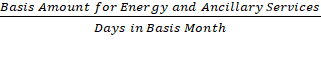 Basis Amount for Energy and Ancillary Services
Days in Basis Month